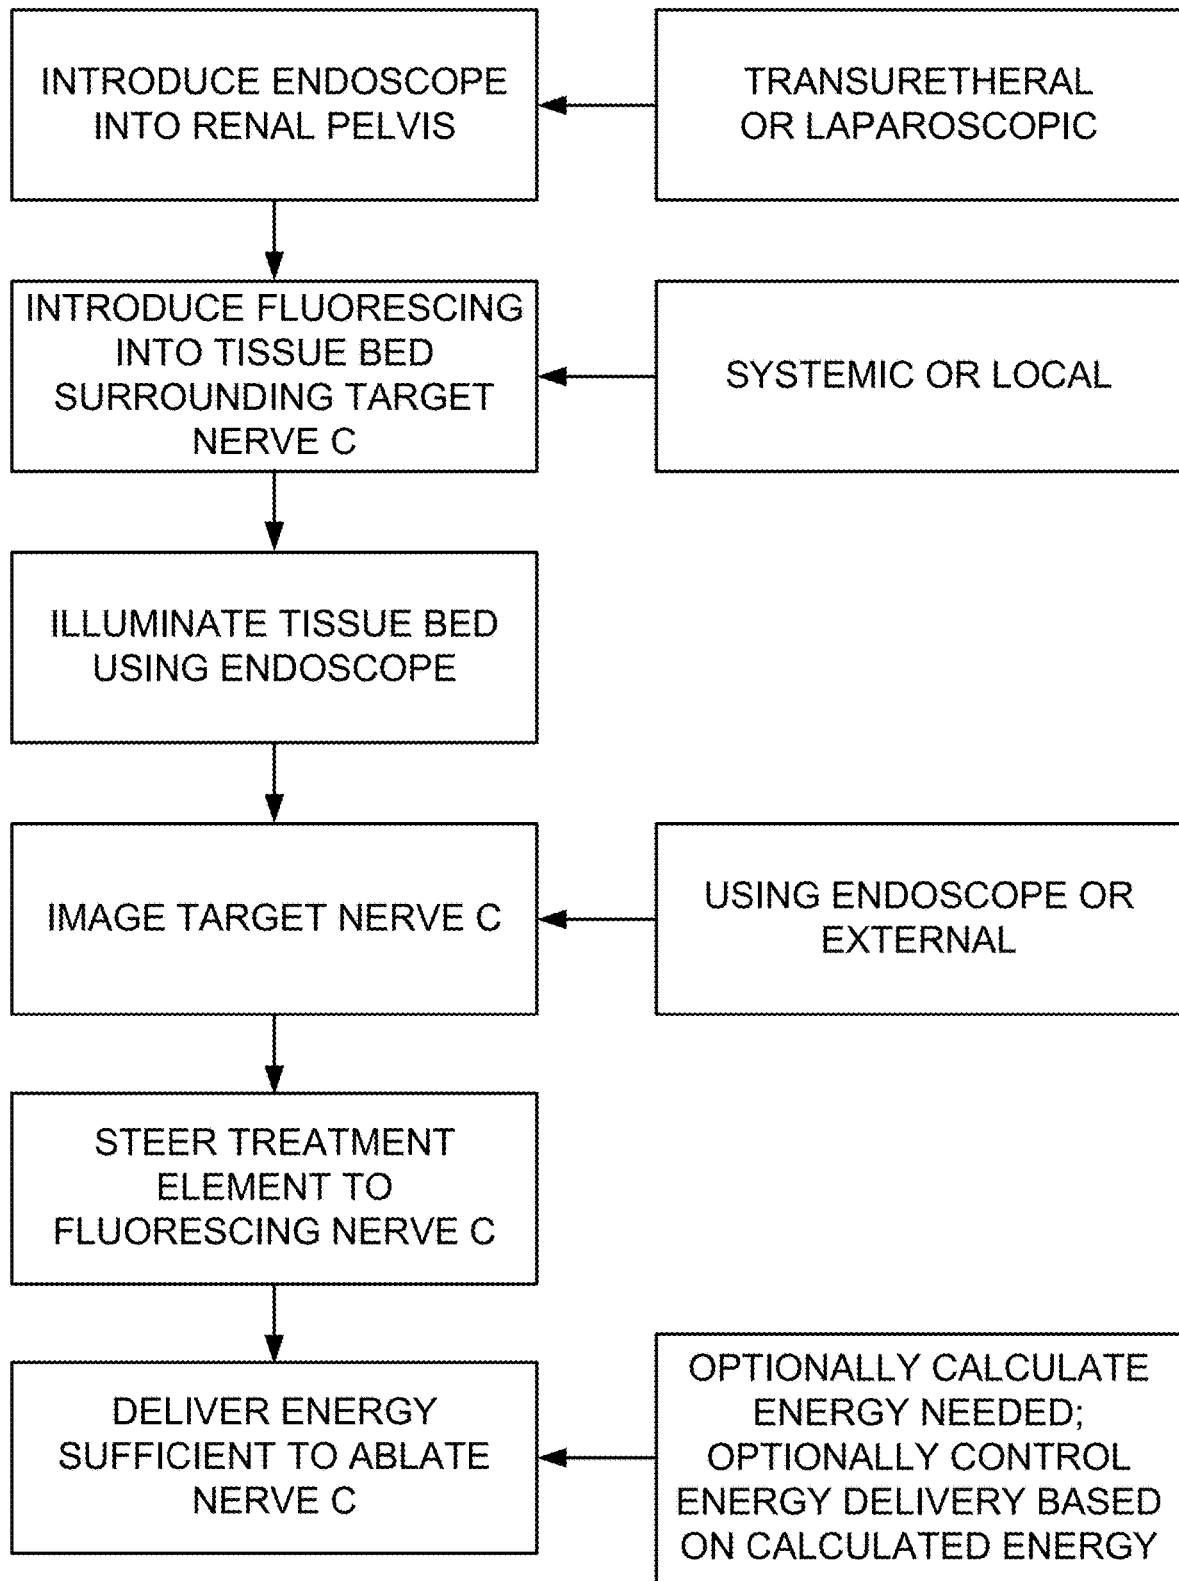 INTRODUCE ENDOSCOPE
INTO RENAL PELVIS
TRANSURETHERAL
OR LAPAROSCOPIC
INTRODUCE FLUORESCING
INTO TISSUE BED
SURROUNDING TARGET
NERVE C
SYSTEMIC OR LOCAL
ILLUMINATE TISSUE BED
USING ENDOSCOPE
IMAGE TARGET NERVE C
USING ENDOSCOPE OR
EXTERNAL
STEER TREATMENT
ELEMENT TO
FLUORESCING NERVE C
DELIVER ENERGY
SUFFICIENT TO ABLATE
NERVE C
OPTIONALLY CALCULATE
ENERGY NEEDED;
OPTIONALLY CONTROL
ENERGY DELIVERY BASED
ON CALCULATED ENERGY